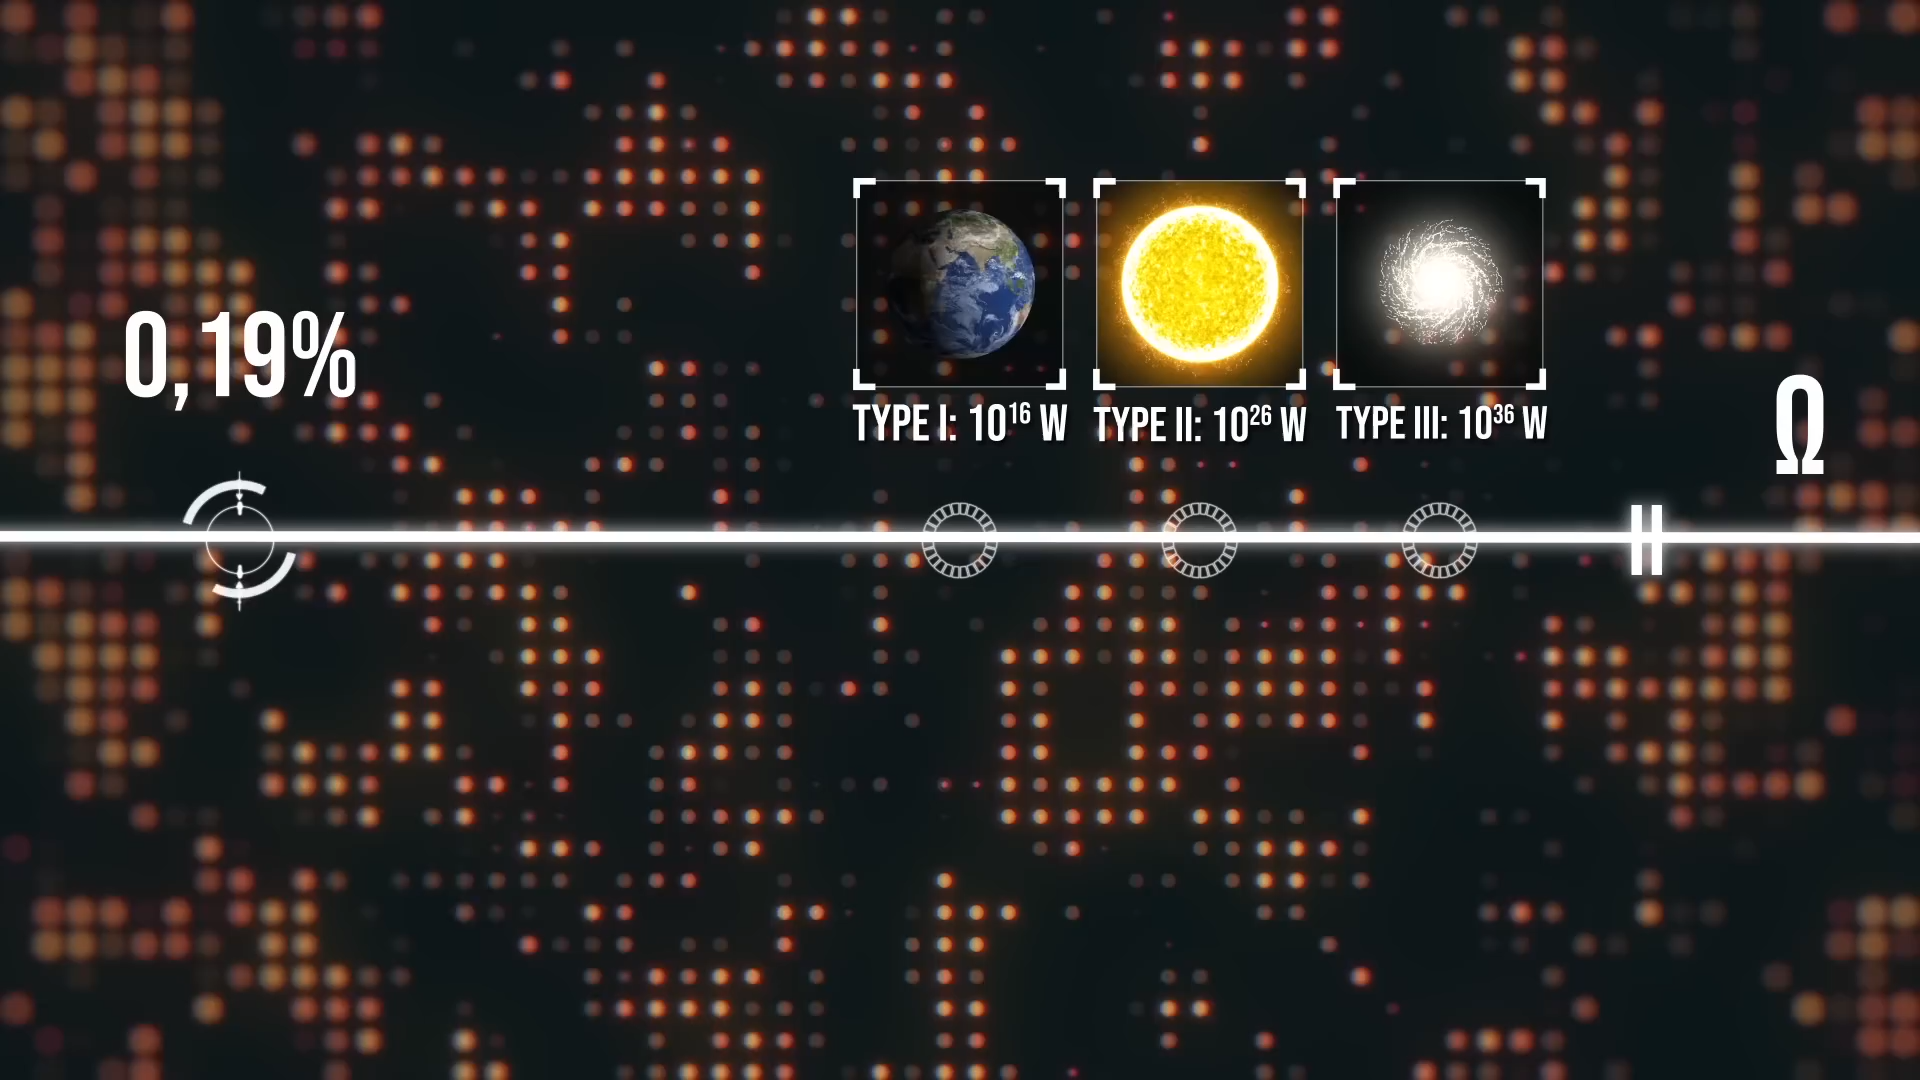 0,19%
TYPE I: 10¹⁶ W
TYPE II: 10²⁶ W
TYPE III: 10³⁶ W
Ω